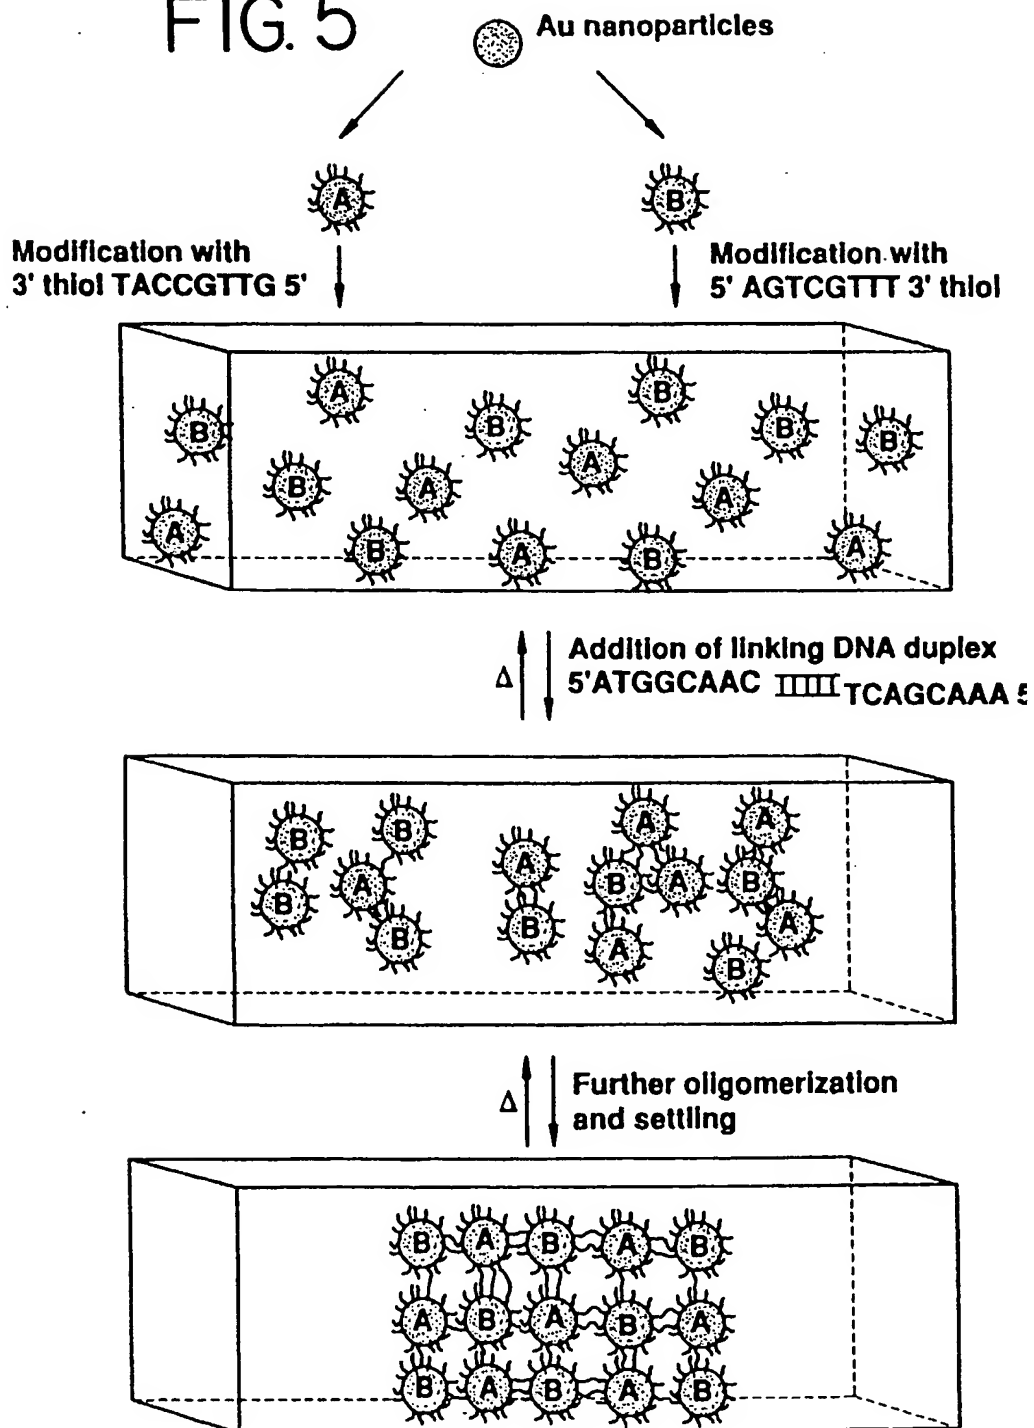 FIG. 5
Au nanoparticles
A
B
Modification with
3' thiol TACCGTTG 5'
Modification with
5' AGTCGTTT 3' thiol
A
B
B
B
B
B
A
B
A
A
A
B
A
B
A
Δ
Addition of linking DNA duplex
5'ATGGCAAC
TCAGCAAA 5
B
B
A
A
A
A
B
B
A
B
B
A
B
B
A
B
Δ
Further oligomerization
and settling
B A B A B
A B A B A
B A B A B